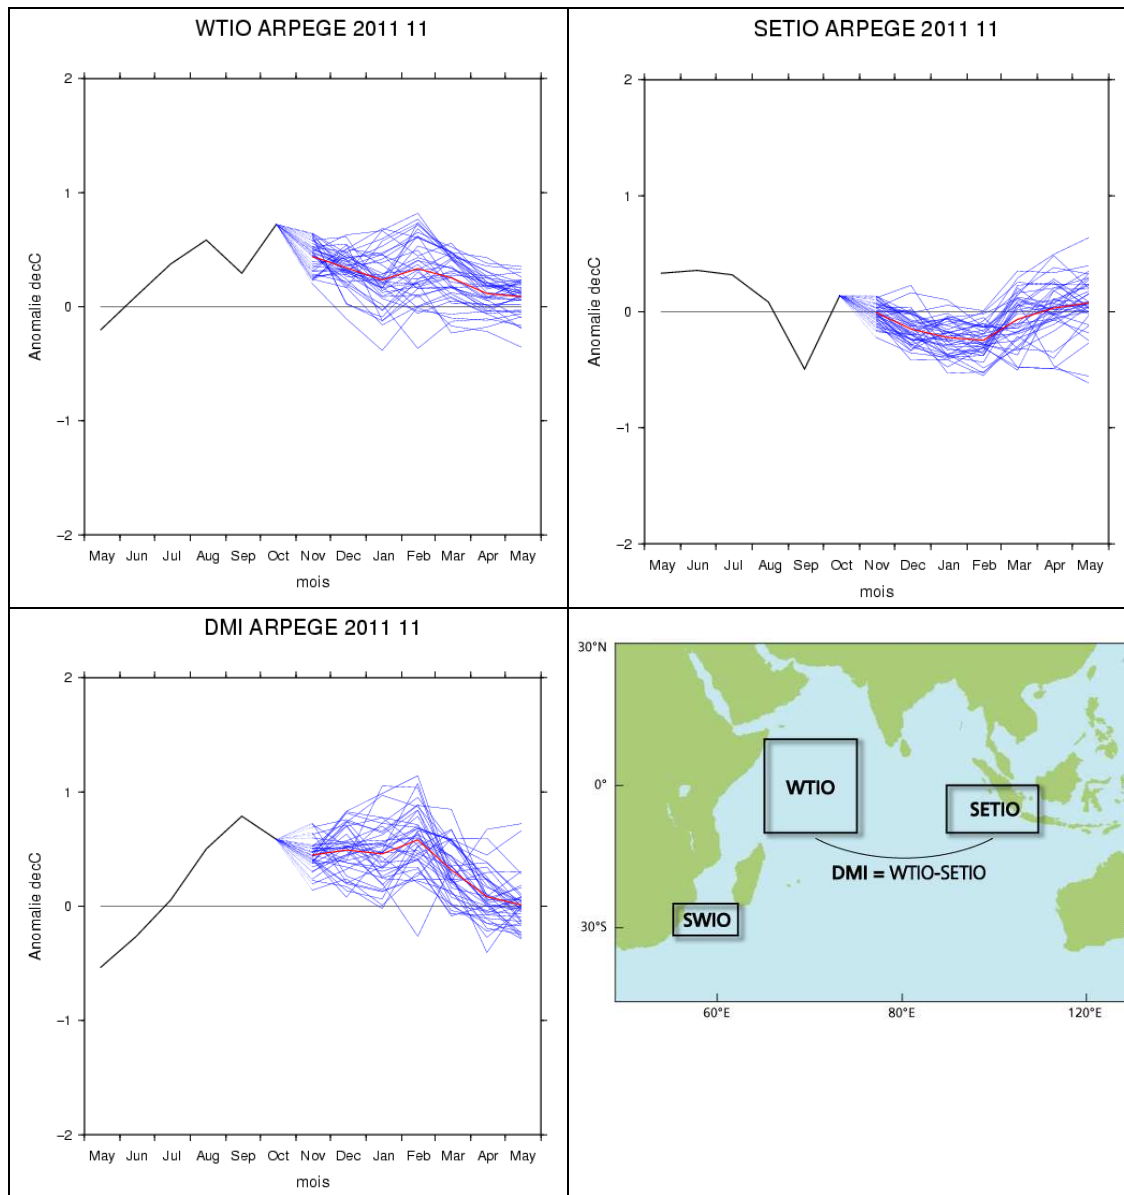 WTIO ARPEGE 2011 11
2
1
0
−1
−2
Anomalie decC
May Jun Jul Aug Sep Oct Nov Dec Jan Feb Mar Apr May
mois
SETIO ARPEGE 2011 11
2
1
0
−1
−2
Anomalie decC
May Jun Jul Aug Sep Oct Nov Dec Jan Feb Mar Apr May
mois
DMI ARPEGE 2011 11
2
1
0
−1
−2
Anomalie decC
May Jun Jul Aug Sep Oct Nov Dec Jan Feb Mar Apr May
mois
30°N
0°
30°S
WTIO
SETIO
DMI = WTIO-SETIO
SWIO
60°E 80°E 120°E